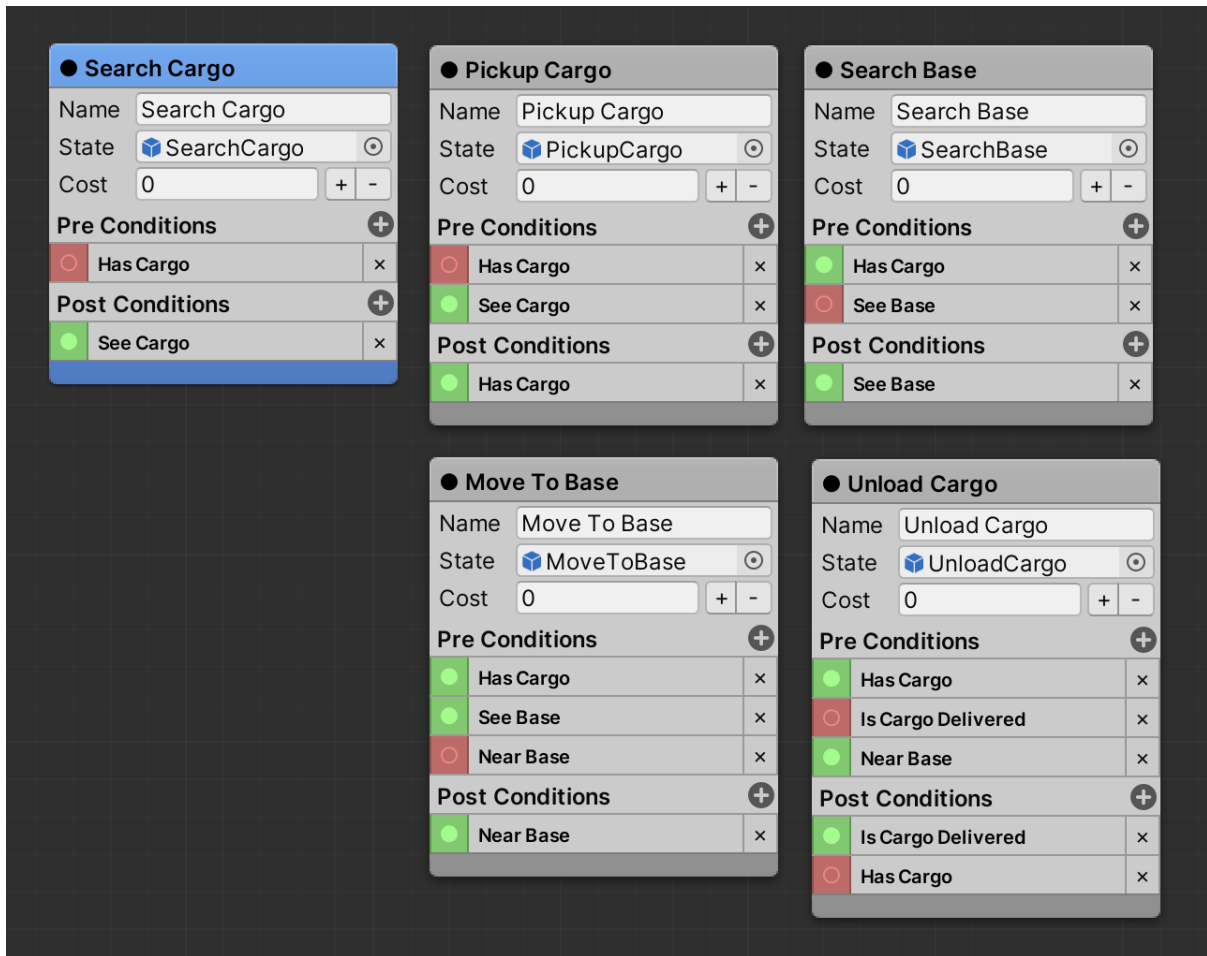 Search Cargo
Name Search Cargo
State SearchCargo
Cost 0 + -
Pre Conditions
Has Cargo ×
Post Conditions
See Cargo ×
Pickup Cargo
Name Pickup Cargo
State PickupCargo
Cost 0 + -
Pre Conditions
Has Cargo ×
See Cargo ×
Post Conditions
Has Cargo ×
Search Base
Name Search Base
State SearchBase
Cost 0 + -
Pre Conditions
Has Cargo ×
See Base ×
Post Conditions
See Base ×
Move To Base
Name Move To Base
State MoveToBase
Cost 0 + -
Pre Conditions
Has Cargo ×
See Base ×
Near Base ×
Post Conditions
Near Base ×
Unload Cargo
Name Unload Cargo
State UnloadCargo
Cost 0 + -
Pre Conditions
Has Cargo ×
Is Cargo Delivered ×
Near Base ×
Post Conditions
Is Cargo Delivered ×
Has Cargo ×